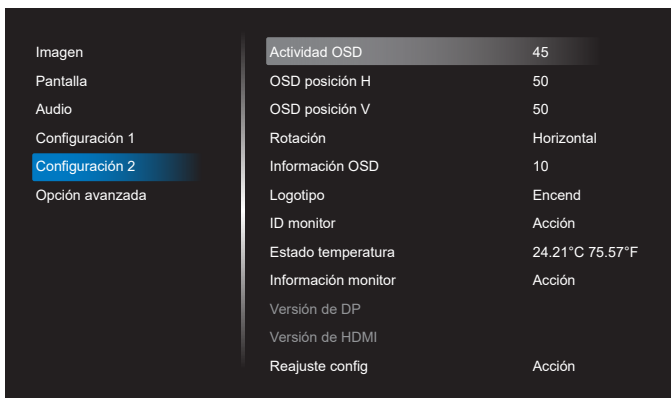 Imagen
Pantalla
Audio
Configuración 1
Configuración 2
Opción avanzada
Actividad OSD 45
OSD posición H 50
OSD posición V 50
Rotación Horizontal
Información OSD 10
Logotipo Encend
ID monitor Acción
Estado temperatura 24.21°C 75.57°F
Información monitor Acción
Versión de DP
Versión de HDMI
Reajuste config Acción